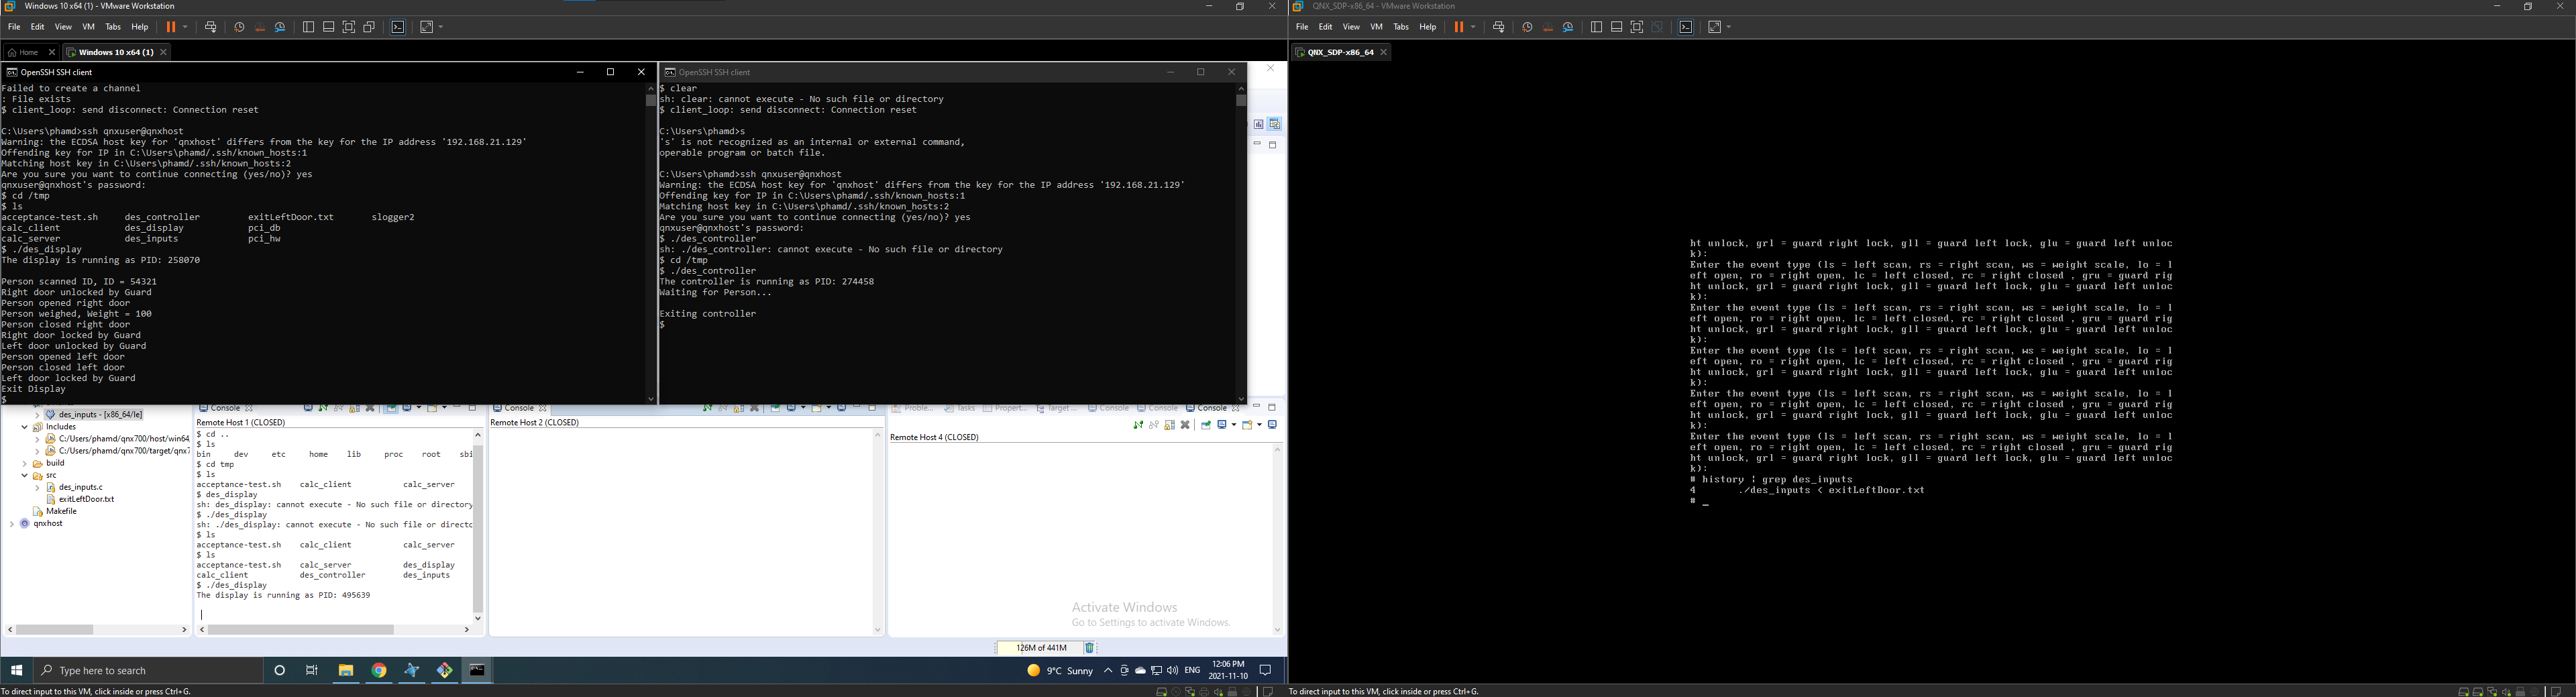 Windows 10 x64 (1) - VMware Workstation
File Edit View VM Tabs Help
Home
Windows 10 x64 (1)
OpenSSH SSH client
Failed to create a channel
: File exists
$ client_loop: send disconnect: Connection reset
C:\Users\phamd>ssh qnxuser@qnxhost
Warning: the ECDSA host key for 'qnxhost' differs from the key for the IP address '192.168.21.129'
Offending key for IP in C:\Users\phamd/.ssh/known_hosts:1
Matching host key in C:\Users\phamd/.ssh/known_hosts:2
Are you sure you want to continue connecting (yes/no)? yes
qnxuser@qnxhost's password:
$ cd /tmp
$ ls
acceptance-test.sh des_controller exitLeftDoor.txt slogger2
calc_client des_display pci_db
calc_server des_inputs pci_hw
$ ./des_display
The display is running as PID: 258070
Person scanned ID, ID = 54321
Right door unlocked by Guard
Person opened right door
Person weighed, Weight = 100
Person closed right door
Right door locked by Guard
Left door unlocked by Guard
Person opened left door
Person closed left door
Left door locked by Guard
Exit Display
$
OpenSSH SSH client
$ clear
sh: clear: cannot execute - No such file or directory
$ client_loop: send disconnect: Connection reset
C:\Users\phamd>s
's' is not recognized as an internal or external command,
operable program or batch file.
C:\Users\phamd>ssh qnxuser@qnxhost
Warning: the ECDSA host key for 'qnxhost' differs from the key for the IP address '192.168.21.129'
Offending key for IP in C:\Users\phamd/.ssh/known_hosts:1
Matching host key in C:\Users\phamd/.ssh/known_hosts:2
Are you sure you want to continue connecting (yes/no)? yes
qnxuser@qnxhost's password:
$ ./des_controller
sh: ./des_controller: cannot execute - No such file or directory
$ cd /tmp
$ ./des_controller
The controller is running as PID: 274458
Waiting for Person...
Exiting controller
$
des_inputs - [x86_64/le]
Includes
C:/Users/phamd/qnx700/host/win64
C:/Users/phamd/qnx700/target/qnx7
build
src
des_inputs.c
exitLeftDoor.txt
Makefile
qnxhost
Console
Remote Host 1 (CLOSED)
$ cd ..
$ ls
bin dev etc home lib proc root sbi
$ cd tmp
$ ls
acceptance-test.sh calc_client calc_server
$ des_display
sh: des_display: cannot execute - No such file or directory
$ ./des_display
sh: ./des_display: cannot execute - No such file or directo
$ ls
acceptance-test.sh calc_client calc_server
$ ls
acceptance-test.sh calc_server des_display
calc_client des_controller des_inputs
$ ./des_display
The display is running as PID: 495639
Console
Remote Host 2 (CLOSED)
Proble... Tasks Propert... Target ... Console Console Console
Remote Host 4 (CLOSED)
Activate Windows
Go to Settings to activate Windows.
126M of 441M
Type here to search
9°C Sunny
ENG
12:06 PM
2021-11-10
To direct input to this VM, click inside or press Ctrl+G.
QNX_SDP-x86_64 - VMware Workstation
File Edit View VM Tabs Help
QNX_SDP-x86_64
ht unlock, grl = guard right lock, gll = guard left lock, glu = guard left unloc
k):
Enter the event type (ls = left scan, rs = right scan, ws = weight scale, lo = l
eft open, ro = right open, lc = left closed, rc = right closed , gru = guard rig
ht unlock, grl = guard right lock, gll = guard left lock, glu = guard left unloc
k):
Enter the event type (ls = left scan, rs = right scan, ws = weight scale, lo = l
eft open, ro = right open, lc = left closed, rc = right closed , gru = guard rig
ht unlock, grl = guard right lock, gll = guard left lock, glu = guard left unloc
k):
Enter the event type (ls = left scan, rs = right scan, ws = weight scale, lo = l
eft open, ro = right open, lc = left closed, rc = right closed , gru = guard rig
ht unlock, grl = guard right lock, gll = guard left lock, glu = guard left unloc
k):
Enter the event type (ls = left scan, rs = right scan, ws = weight scale, lo = l
eft open, ro = right open, lc = left closed, rc = right closed , gru = guard rig
ht unlock, grl = guard right lock, gll = guard left lock, glu = guard left unloc
k):
Enter the event type (ls = left scan, rs = right scan, ws = weight scale, lo = l
eft open, ro = right open, lc = left closed, rc = right closed , gru = guard rig
ht unlock, grl = guard right lock, gll = guard left lock, glu = guard left unloc
k):
# history | grep des_inputs
4 ./des_inputs < exitLeftDoor.txt
# _
To direct input to this VM, click inside or press Ctrl+G.